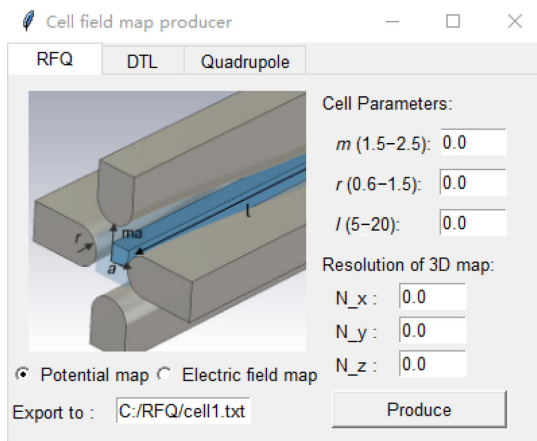 Cell field map producer
RFQ DTL Quadrupole
Cell Parameters:
m (1.5−2.5): 0.0
r (0.6−1.5): 0.0
l (5−20): 0.0
r
ma
a
l
Resolution of 3D map:
N_x : 0.0
N_y : 0.0
N_z : 0.0
Potential map Electric field map
Export to : C:/RFQ/cell1.txt
Produce